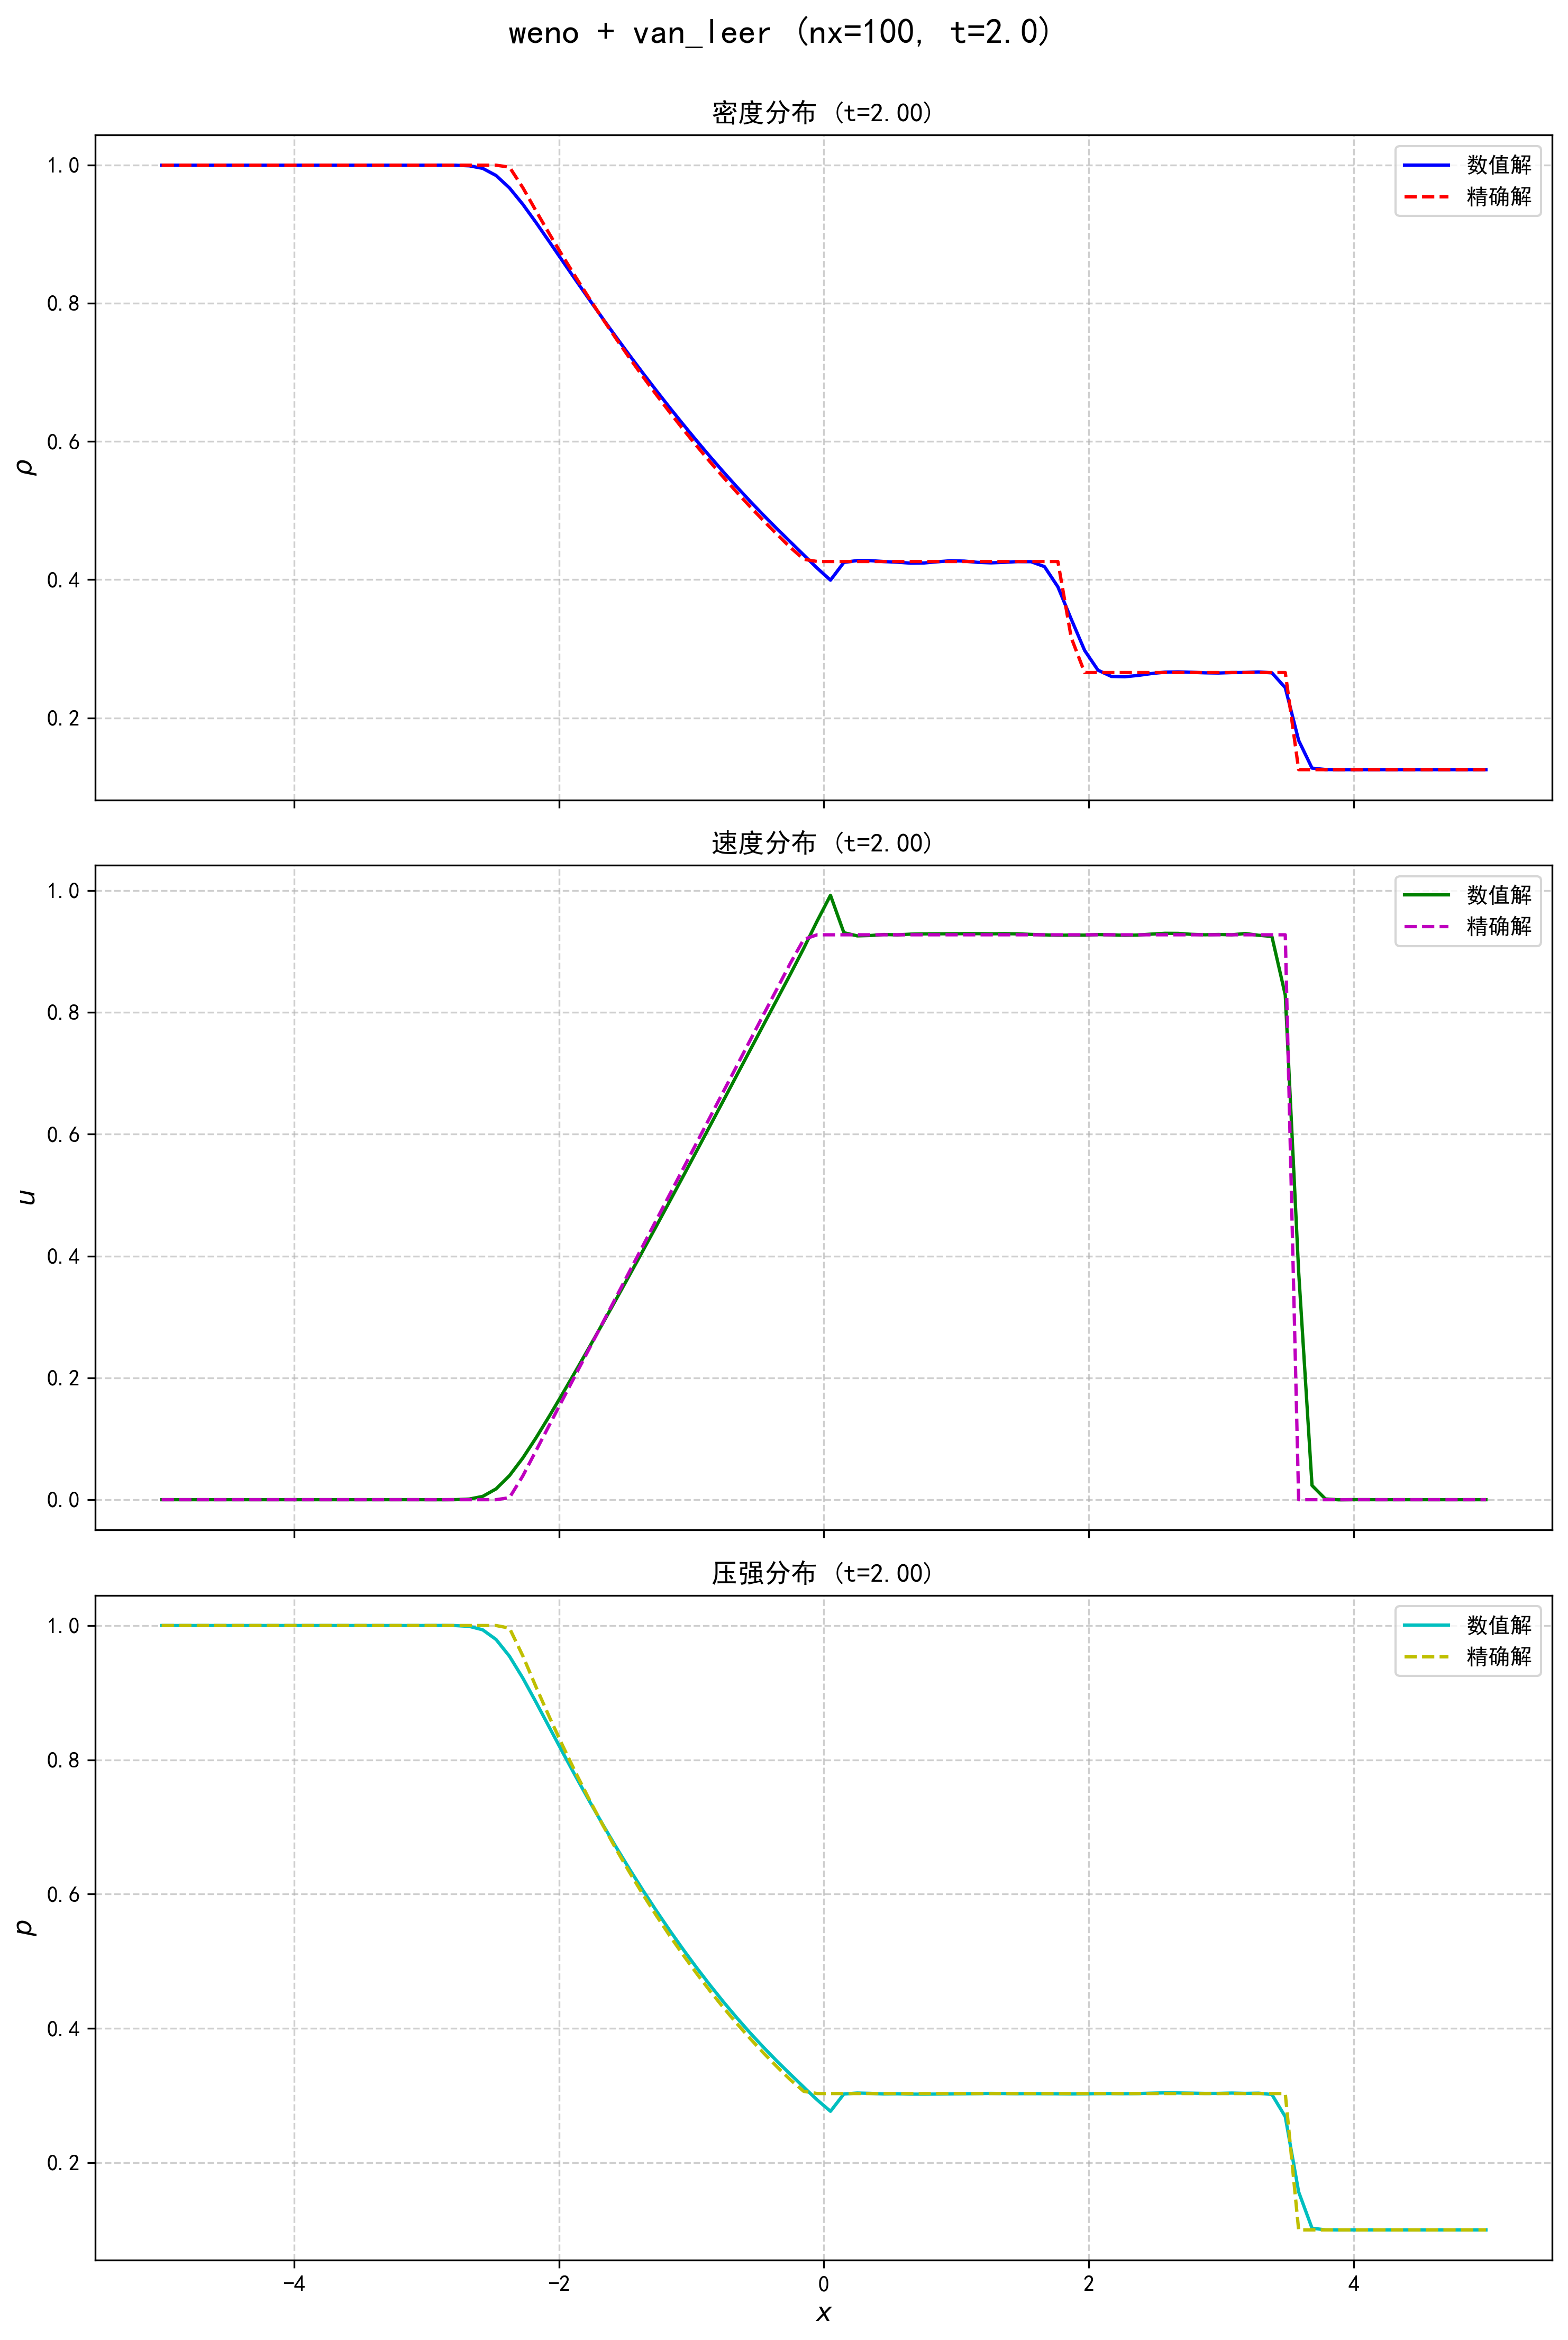 weno + van_leer (nx=100, t=2.0)
密度分布 (t=2.00)
1.0
0.8
0.6
0.4
0.2
ρ
数值解
精确解
速度分布 (t=2.00)
1.0
0.8
0.6
0.4
0.2
0.0
u
数值解
精确解
压强分布 (t=2.00)
1.0
0.8
0.6
0.4
0.2
p
数值解
精确解
−4 −2 0 2 4
x